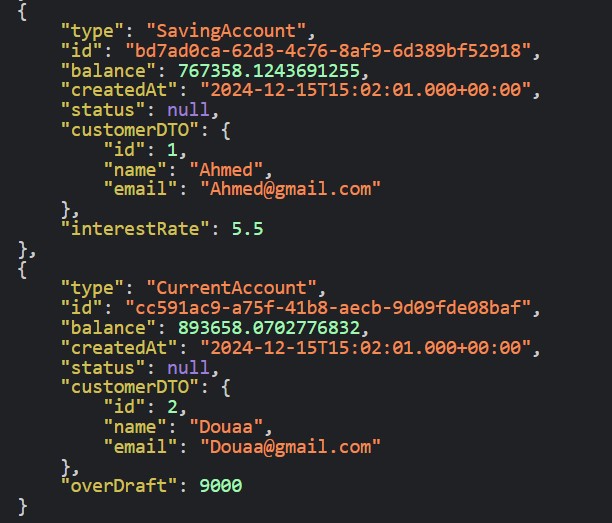 {
    "type": "SavingAccount",
    "id": "bd7ad0ca-62d3-4c76-8af9-6d389bf52918",
    "balance": 767358.1243691255,
    "createdAt": "2024-12-15T15:02:01.000+00:00",
    "status": null,
    "customerDTO": {
        "id": 1,
        "name": "Ahmed",
        "email": "Ahmed@gmail.com"
    },
    "interestRate": 5.5
},
{
    "type": "CurrentAccount",
    "id": "cc591ac9-a75f-41b8-aecb-9d09fde08baf",
    "balance": 893658.0702776832,
    "createdAt": "2024-12-15T15:02:01.000+00:00",
    "status": null,
    "customerDTO": {
        "id": 2,
        "name": "Douaa",
        "email": "Douaa@gmail.com"
    },
    "overDraft": 9000
}